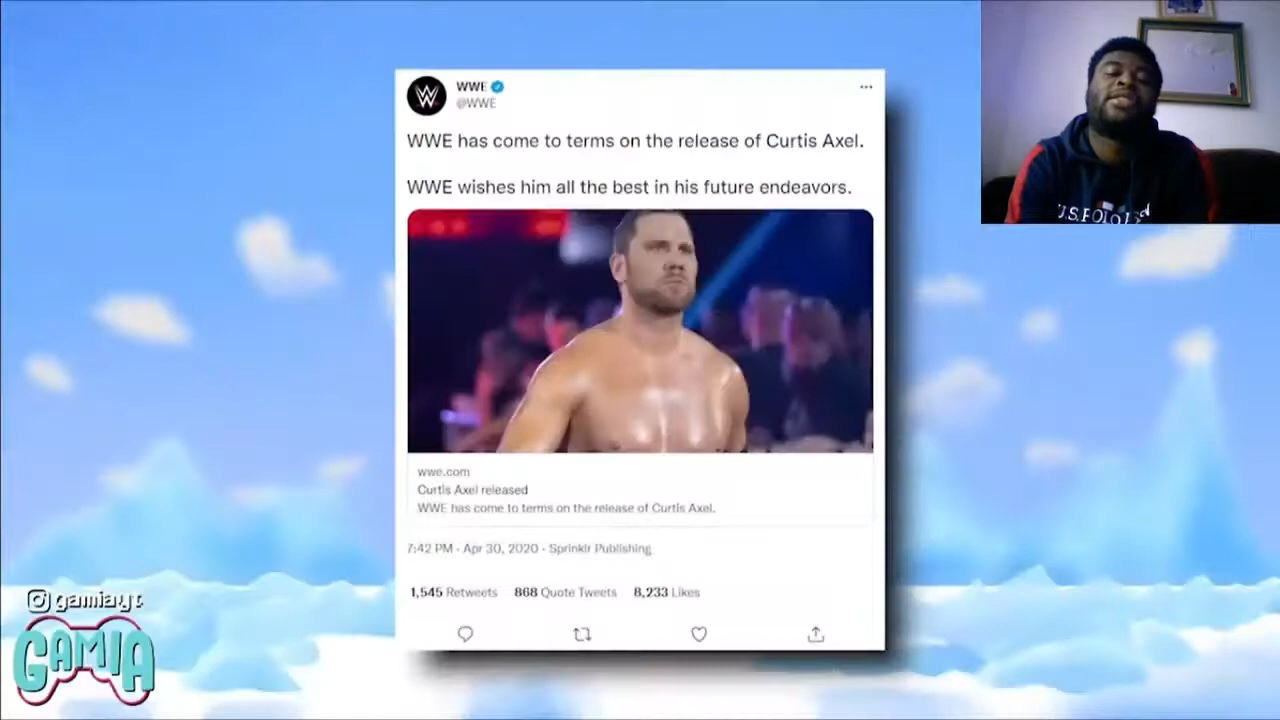 WWE
@WWE
WWE has come to terms on the release of Curtis Axel.
WWE wishes him all the best in his future endeavors.
wwe.com
Curtis Axel released
WWE has come to terms on the release of Curtis Axel.
7:42 PM · Apr 30, 2020 · Sprinklr Publishing
1,545 Retweets 868 Quote Tweets 8,233 Likes
U.S. POLO
gamiayt
GAMIA